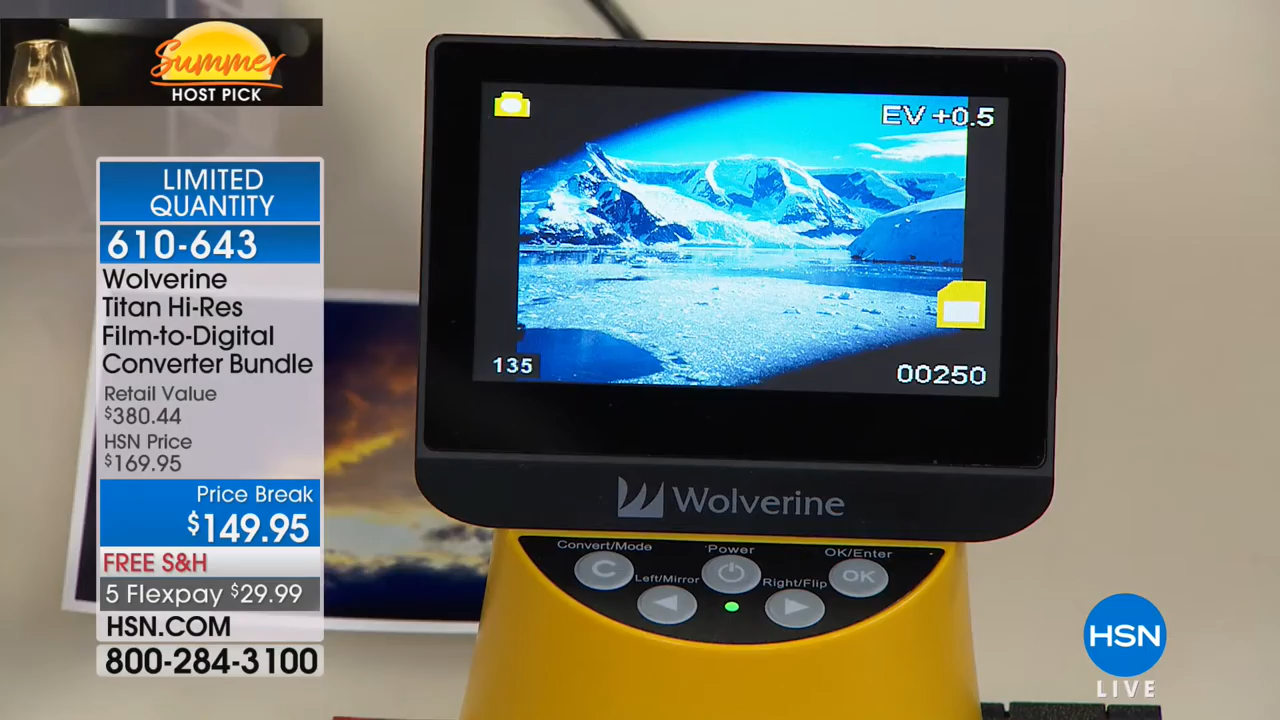 Summer
HOST PICK
LIMITED
QUANTITY
610-643
Wolverine
Titan Hi-Res
Film-to-Digital
Converter Bundle
Retail Value
$380.44
HSN Price
$169.95
Price Break
$149.95
FREE S&H
5 Flexpay $29.99
HSN.COM
800-284-3100
EV +0.5
135
00250
Wolverine
Convert/Mode
Power
OK/Enter
C
OK
Left/Mirror
Right/Flip
HSN
LIVE